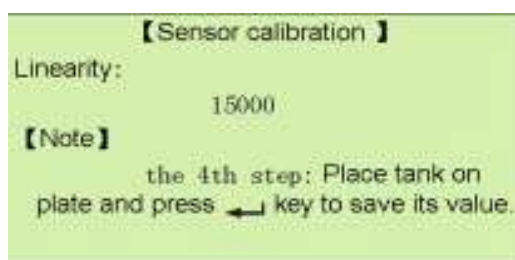 【Sensor calibration 】
Linearity:
15000
【Note】
the 4th step: Place tank on
plate and press ↵ key to save its value.